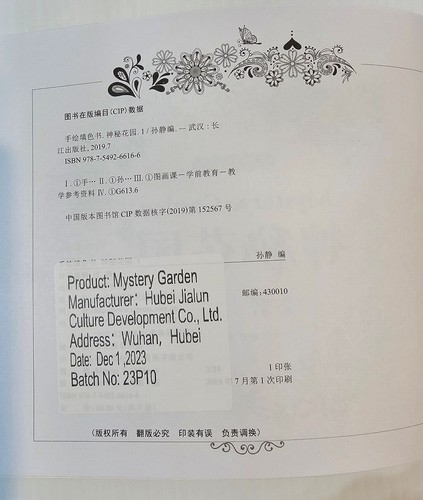 图书在版编目(CIP)数据
手绘填色书. 神秘花园. 1 / 孙静编. — 武汉 : 长
江出版社, 2019.7
ISBN 978-7-5492-6616-6
Ⅰ. ①手… Ⅱ. ①孙… Ⅲ. ①图画课－学前教育－教
学参考资料 Ⅳ. ①G613.6
中国版本图书馆 CIP 数据核字(2019)第 152567 号
孙静 编
Product: Mystery Garden
Manufacturer: Hubei Jialun
邮编:430010
Culture Development Co., Ltd.
Address: Wuhan, Hubei
Date: Dec 1 ,2023
1 印张
Batch No: 23P10
7 月第 1 次印刷
(版权所有 翻版必究 印装有误 负责调换)